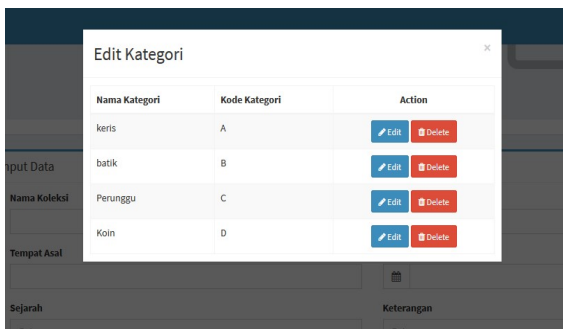 Edit Kategori ×
Nama Kategori Kode Kategori Action
keris A Edit Delete
batik B Edit Delete
Perunggu C Edit Delete
Koin D Edit Delete
nput Data
Nama Koleksi
Tempat Asal
Sejarah Keterangan